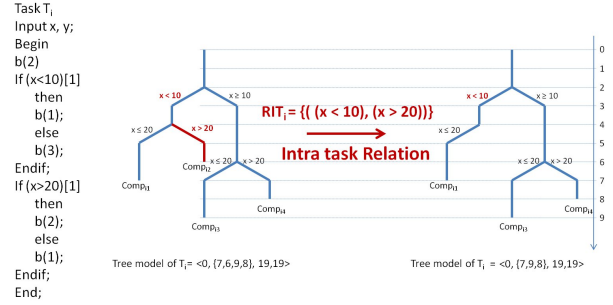 Task Ti
Input x, y;
Begin
b(2)
If (x<10)[1]
then
b(1);
else
b(3);
Endif;
If (x>20)[1]
then
b(2);
else
b(1);
Endif;
End;
x < 10
x ≥ 10
x ≤ 20
x > 20
x ≤ 20
x > 20
Compi1
Compi2
Compi4
Compi3
Tree model of Ti= <0, {7,6,9,8}, 19,19>
RITi = {( (x < 10), (x > 20))}
Intra task Relation
x < 10
x ≥ 10
x ≤ 20
x ≤ 20
x > 20
Compi1
Compi4
Compi3
Tree model of Ti = <0, {7,9,8}, 19,19>
0
1
2
3
4
5
6
7
8
9